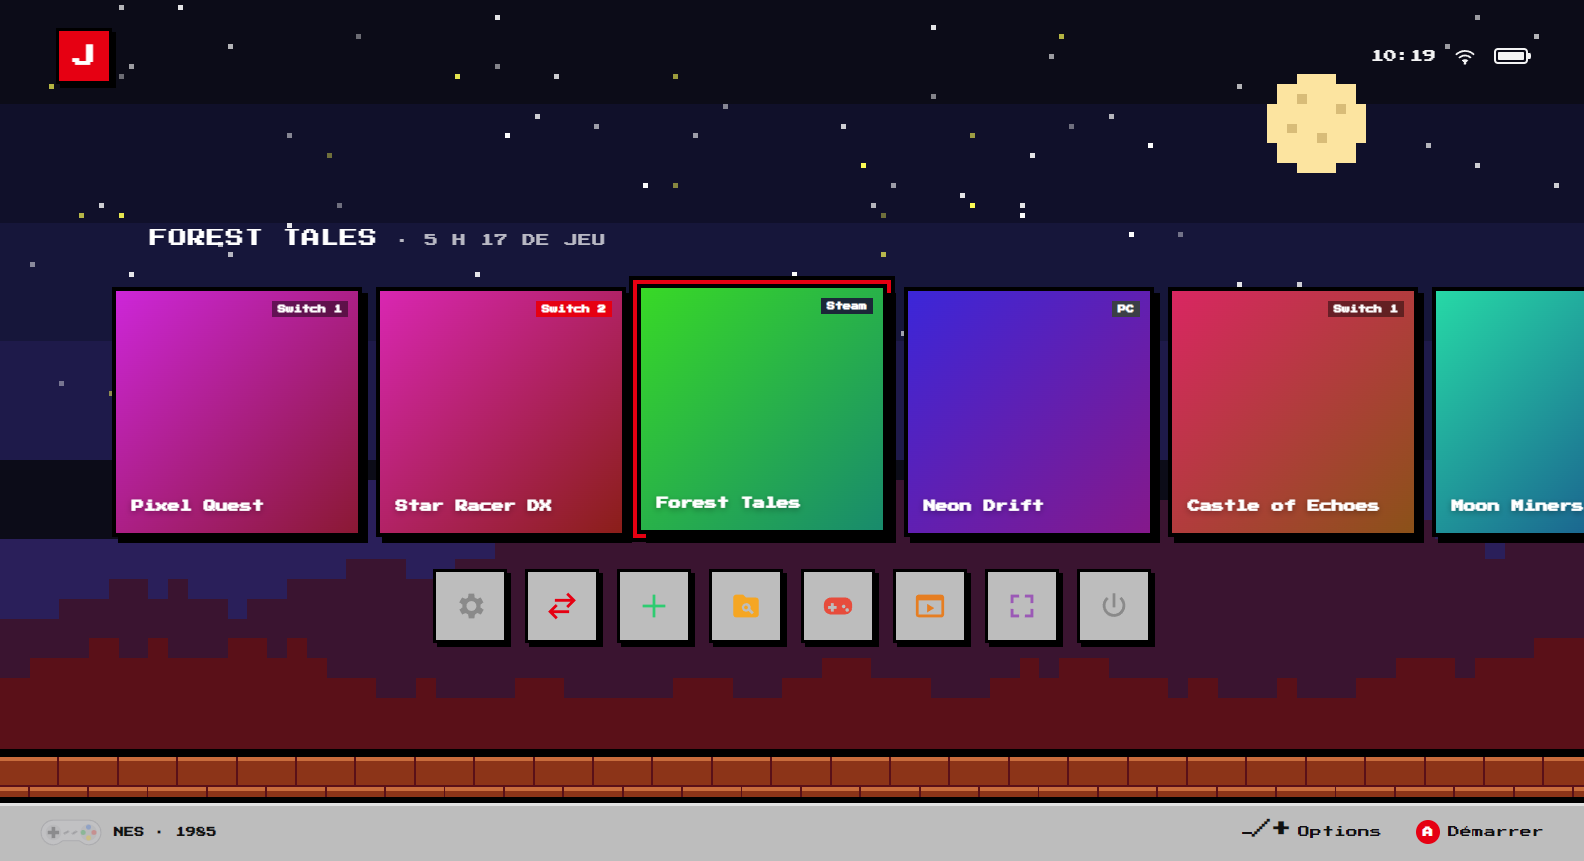 J
10:19
FOREST TALES · 5 H 17 DE JEU
Switch 1
Switch 2
Steam
PC
Switch 1
Pixel Quest
Star Racer DX
Forest Tales
Neon Drift
Castle of Echoes
Moon Miners
NES · 1985
−/+ Options
A Démarrer